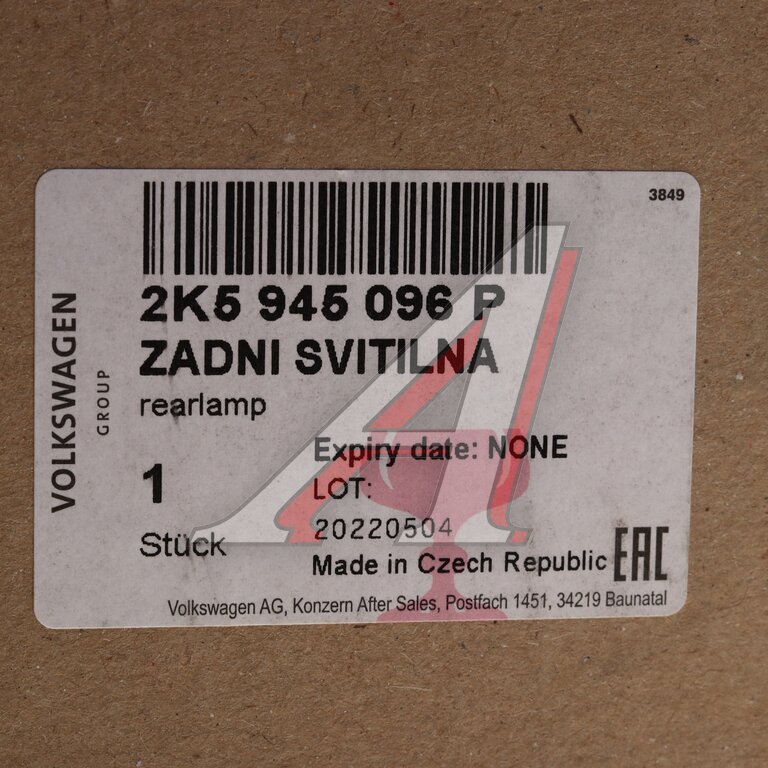 3849
2K5 945 096 P
ZADNI SVITILNA
rearlamp
VOLKSWAGEN
GROUP
Expiry date: NONE
1
LOT:
20220504
Stück
Made in Czech Republic
EAC
Volkswagen AG, Konzern After Sales, Postfach 1451, 34219 Baunatal